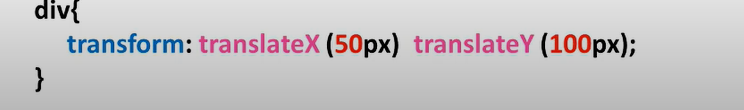 div{
transform: translateX (50px) translateY (100px);
}